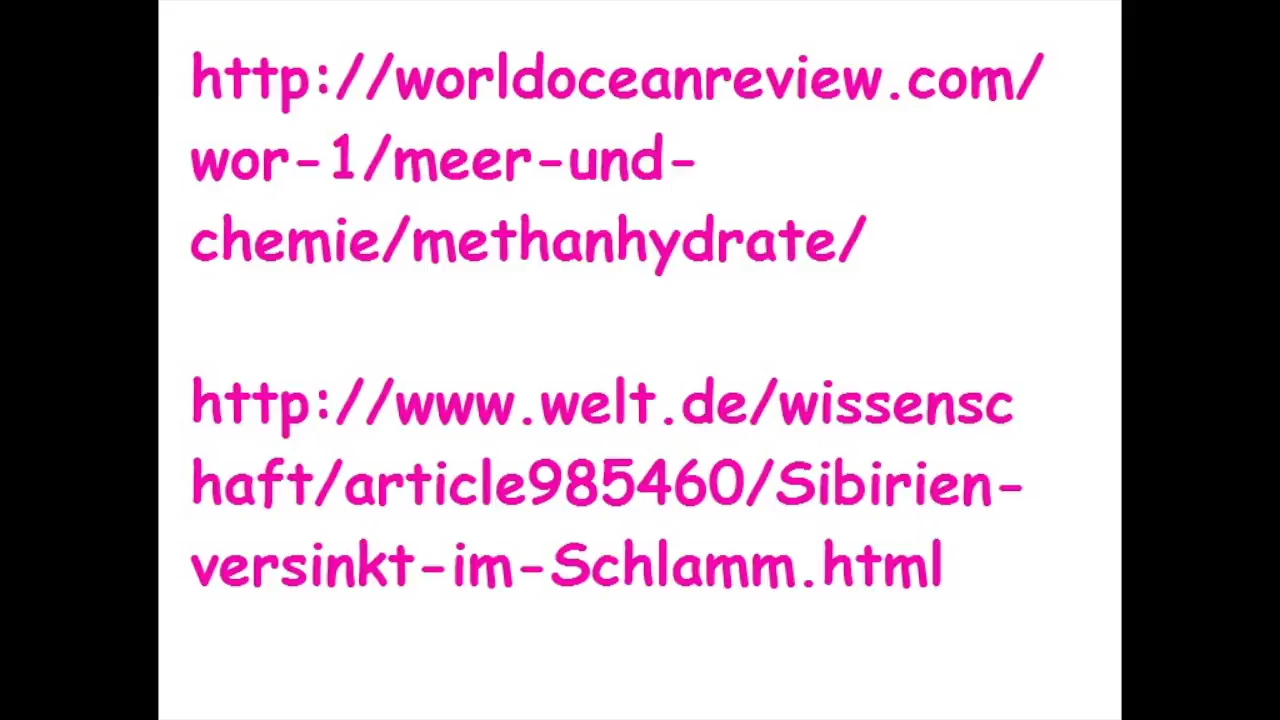 http://worldoceanreview.com/
wor-1/meer-und-
chemie/methanhydrate/
http://www.welt.de/wissensc
haft/article985460/Sibirien-
versinkt-im-Schlamm.html